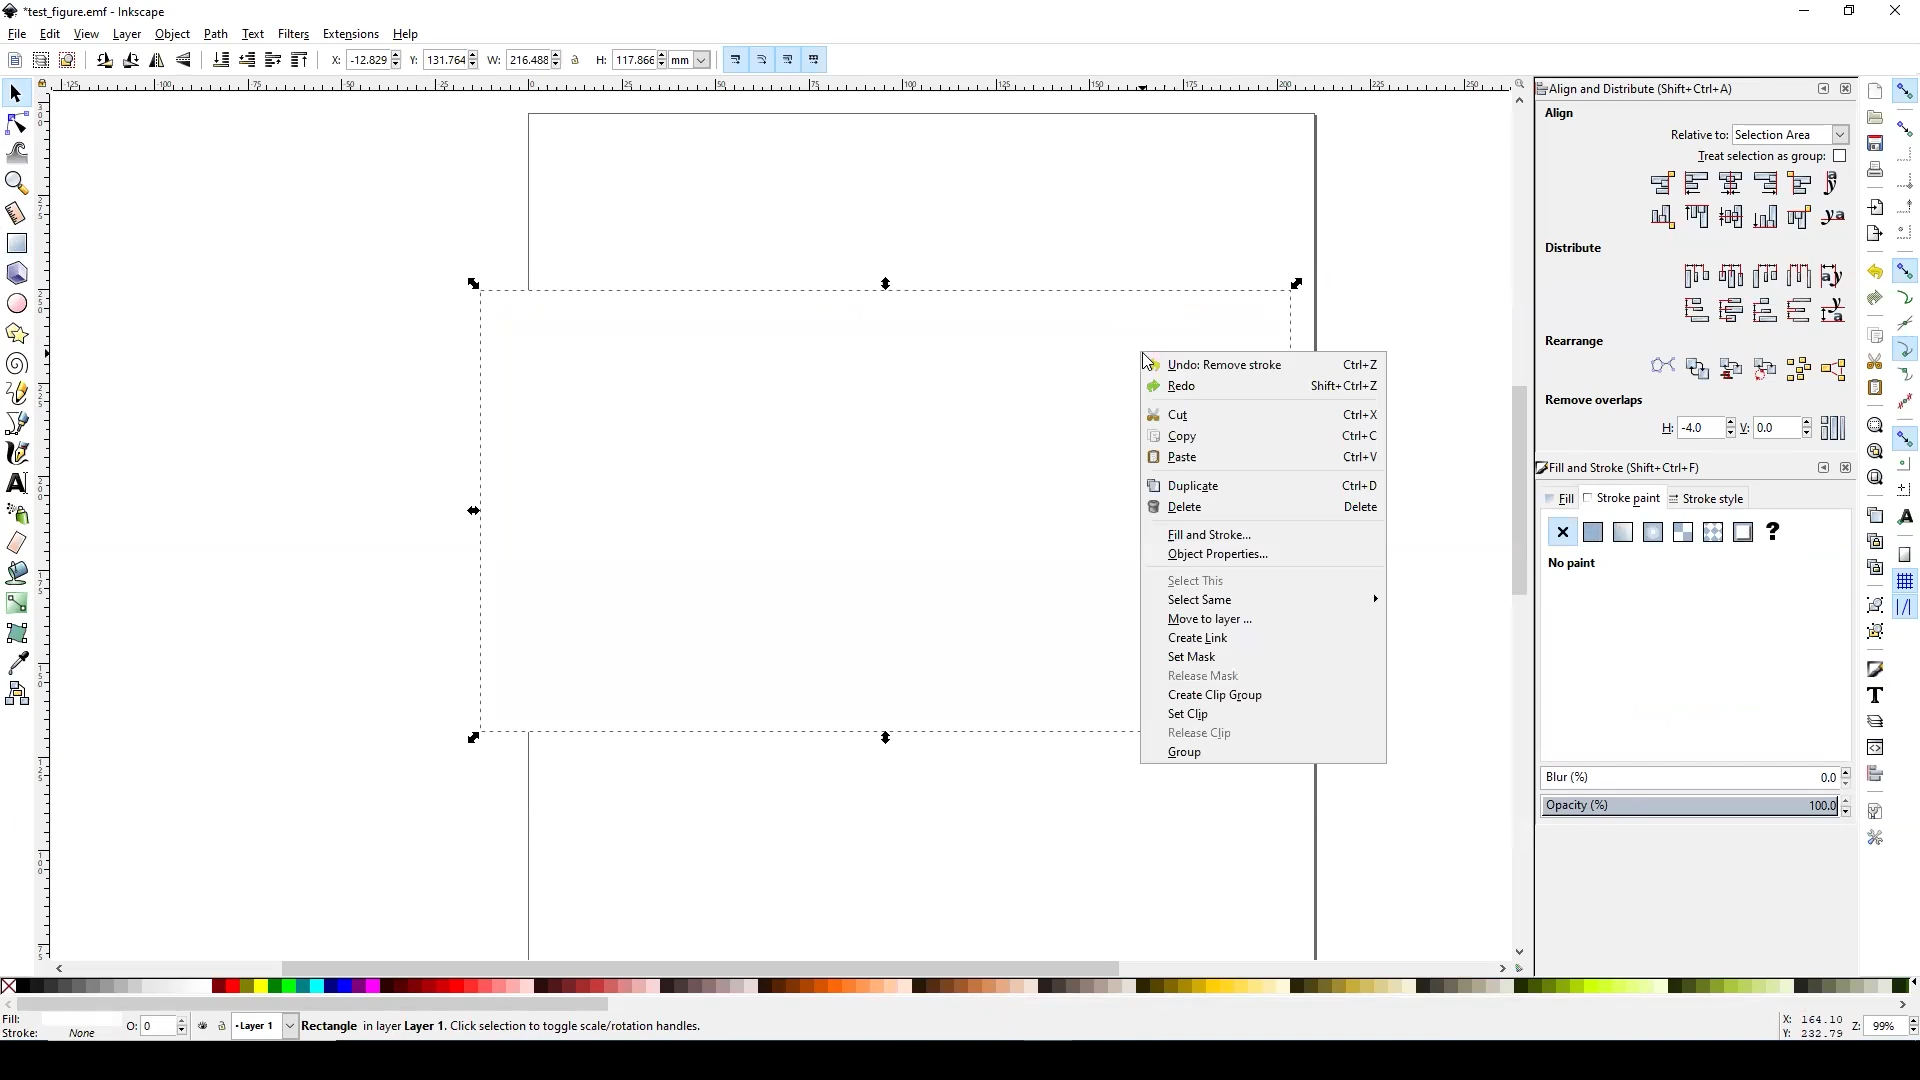 *test_figure.emf - Inkscape
File Edit View Layer Object Path Text Filters Extensions Help
X: -12.829 Y: 131.764 W: 216.488 H: 117.866 mm
Align and Distribute (Shift+Ctrl+A)
Align
Relative to: Selection Area
Treat selection as group:
Distribute
Rearrange
Remove overlaps
H: -4.0 V: 0.0
Fill and Stroke (Shift+Ctrl+F)
Fill Stroke paint Stroke style
No paint
Blur (%) 0.0
Opacity (%) 100.0
Undo: Remove stroke Ctrl+Z
Redo Shift+Ctrl+Z
Cut Ctrl+X
Copy Ctrl+C
Paste Ctrl+V
Duplicate Ctrl+D
Delete Delete
Fill and Stroke...
Object Properties...
Select This
Select Same
Move to layer ...
Create Link
Set Mask
Release Mask
Create Clip Group
Set Clip
Release Clip
Group
Fill:
Stroke: None
O: 0
Layer 1
Rectangle in layer Layer 1. Click selection to toggle scale/rotation handles.
X: 164.10
Y: 232.79
Z: 99%